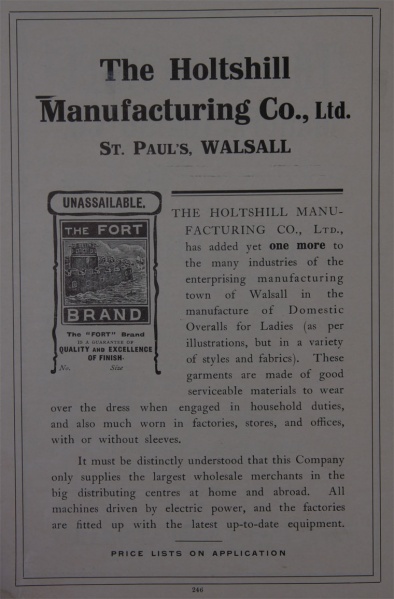 The Holtshill
Manufacturing Co., Ltd.
St. Paul's, WALSALL
UNASSAILABLE.
THE FORT
BRAND
The "FORT" Brand
IS A GUARANTEE OF
QUALITY AND EXCELLENCE
OF FINISH
No. Size
THE HOLTSHILL MANU-
FACTURING CO., LTD.,
has added yet one more to
the many industries of the
enterprising manufacturing
town of Walsall in the
manufacture of Domestic
Overalls for Ladies (as per
illustrations, but in a variety
of styles and fabrics). These
garments are made of good
serviceable materials to wear
over the dress when engaged in household duties,
and also much worn in factories, stores, and offices,
with or without sleeves.
It must be distinctly understood that this Company
only supplies the largest wholesale merchants in the
big distributing centres at home and abroad. All
machines driven by electric power, and the factories
are fitted up with the latest up-to-date equipment.
PRICE LISTS ON APPLICATION
246